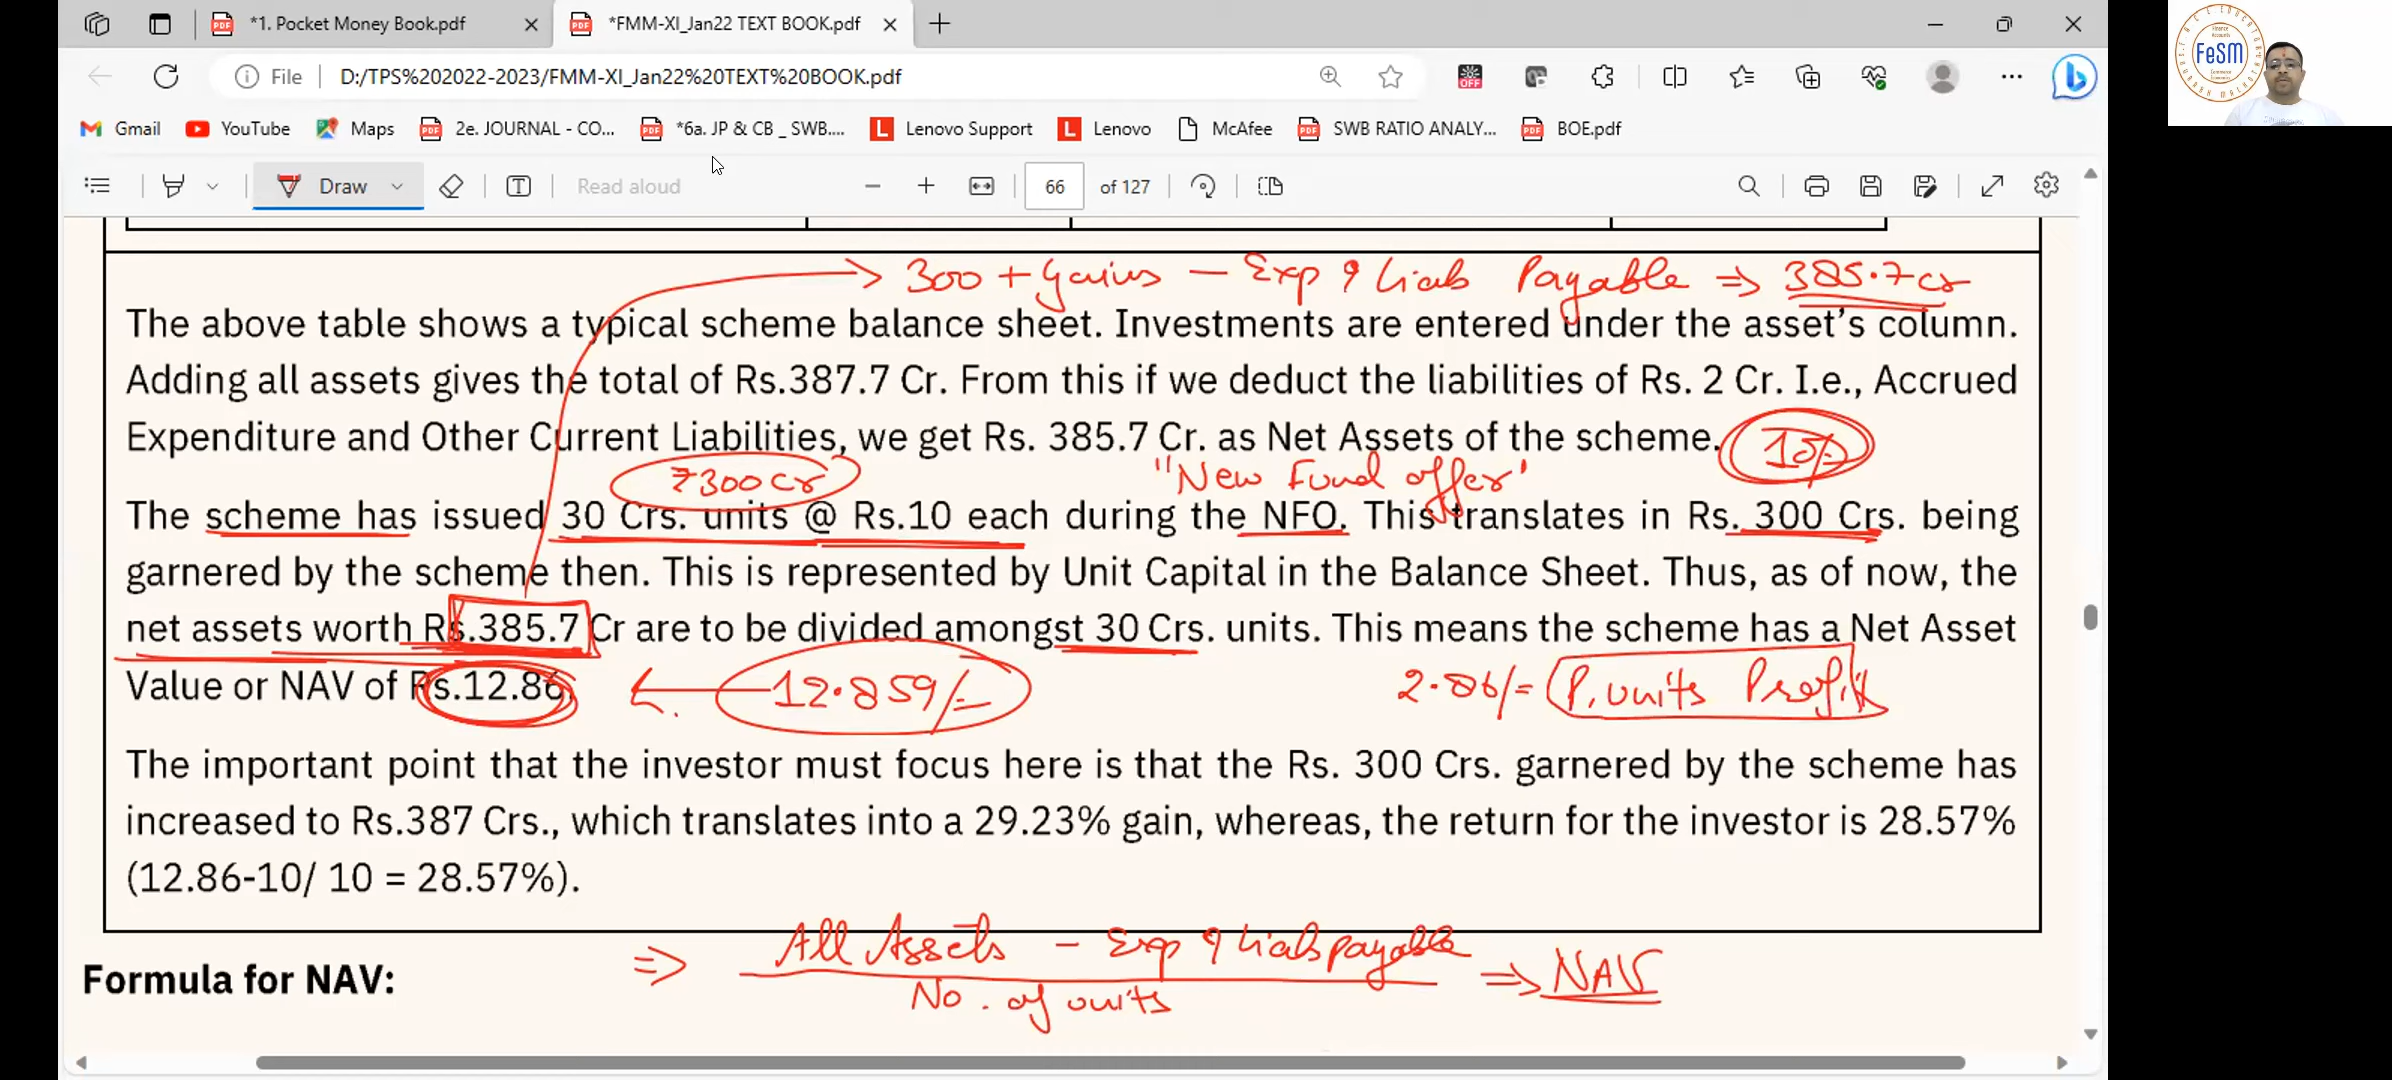 *1. Pocket Money Book.pdf
*FMM-XI_Jan22 TEXT BOOK.pdf
File
D:/TPS%202022-2023/FMM-XI_Jan22%20TEXT%20BOOK.pdf
OFF
FeSM
Gmail
YouTube
Maps
2e. JOURNAL - CO...
*6a. JP & CB _ SWB....
Lenovo Support
Lenovo
McAfee
SWB RATIO ANALY...
BOE.pdf
Draw
Read aloud
66
of 127
300 + Gains - Exp & Liab Payable ⇒ 385.7 cr
The above table shows a typical scheme balance sheet. Investments are entered under the asset's column.
Adding all assets gives the total of Rs.387.7 Cr. From this if we deduct the liabilities of Rs. 2 Cr. I.e., Accrued
Expenditure and Other Current Liabilities, we get Rs. 385.7 Cr. as Net Assets of the scheme.
₹300 cr
"New Fund offer"
The scheme has issued 30 Crs. units @ Rs.10 each during the NFO. This translates in Rs. 300 Crs. being
garnered by the scheme then. This is represented by Unit Capital in the Balance Sheet. Thus, as of now, the
net assets worth Rs.385.7 Cr are to be divided amongst 30 Crs. units. This means the scheme has a Net Asset
Value or NAV of Rs.12.86
12.859/-
2.86/= P. units Profit
The important point that the investor must focus here is that the Rs. 300 Crs. garnered by the scheme has
increased to Rs.387 Crs., which translates into a 29.23% gain, whereas, the return for the investor is 28.57%
(12.86-10/ 10 = 28.57%).
⇒ All Assets - Exp & Liabs payable
No. of units
⇒ NAV
Formula for NAV: